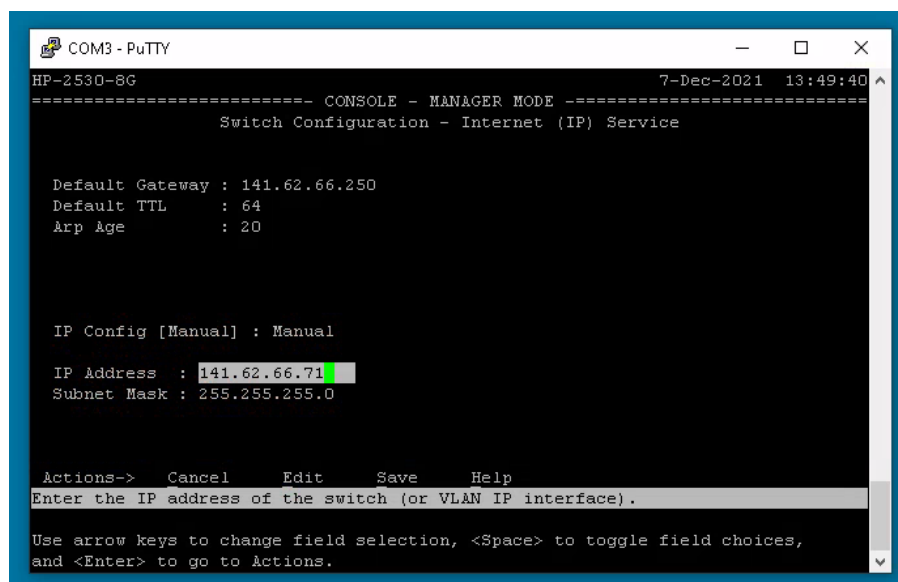 COM3 - PuTTY
HP-2530-8G 7-Dec-2021 13:49:40
==========================- CONSOLE - MANAGER MODE -============================
Switch Configuration - Internet (IP) Service
Default Gateway : 141.62.66.250
Default TTL : 64
Arp Age : 20
IP Config [Manual] : Manual
IP Address : 141.62.66.71
Subnet Mask : 255.255.255.0
Actions-> Cancel Edit Save Help
Enter the IP address of the switch (or VLAN IP interface).
Use arrow keys to change field selection, <Space> to toggle field choices,
and <Enter> to go to Actions.